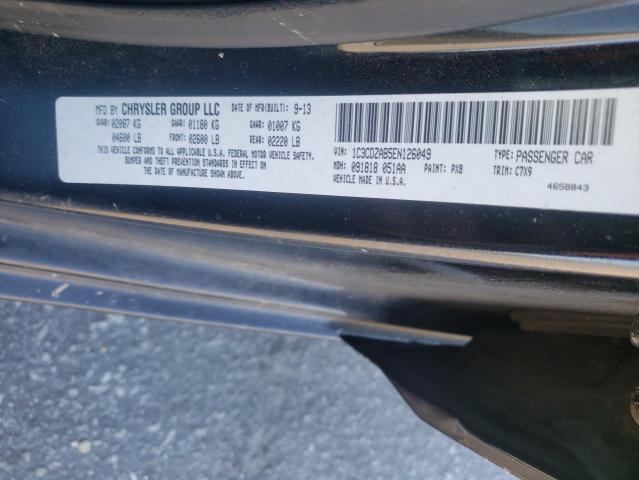 MFD BY CHRYSLER GROUP LLC DATE OF MFR(BUILT): 9-13
GVWR: 02087 KG GAWR: 01180 KG GAWR: 01007 KG
04600 LB FRONT: 02600 LB REAR: 02220 LB
THIS VEHICLE CONFORMS TO ALL APPLICABLE U.S.A. FEDERAL MOTOR VEHICLE SAFETY,
BUMPER AND THEFT PREVENTION STANDARDS IN EFFECT ON
THE DATE OF MANUFACTURE SHOWN ABOVE.
VIN: 1C3CDZAB5EN126049 TYPE: PASSENGER CAR
MDH: 091818 051AA PAINT: PX8 TRIM: C7X9
VEHICLE MADE IN U.S.A. 4658843